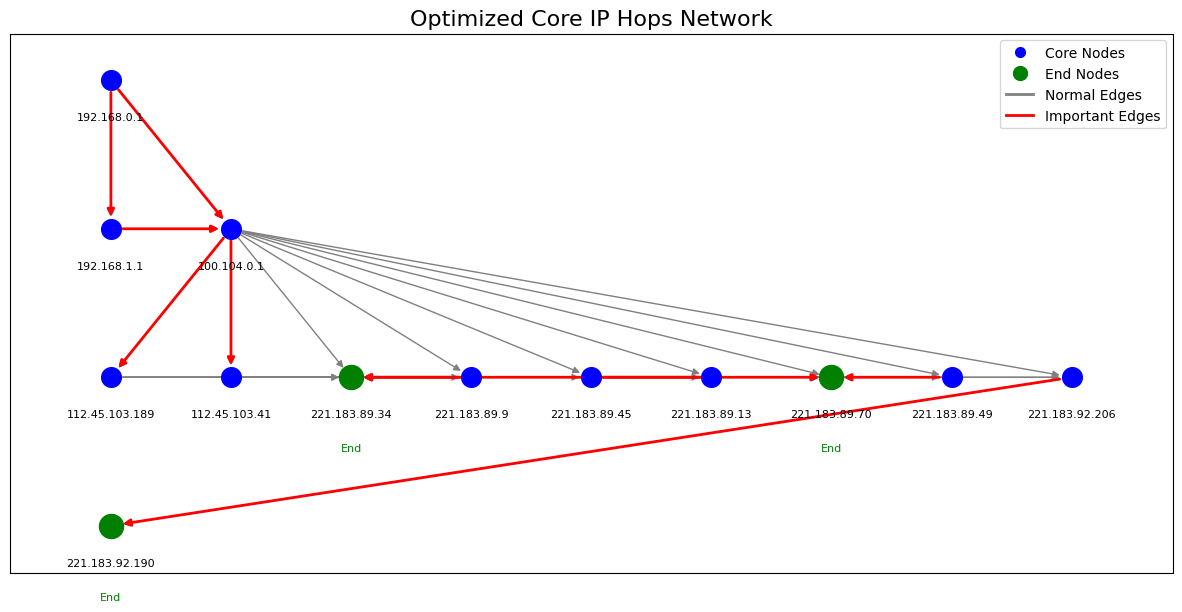 Optimized Core IP Hops Network
Core Nodes
End Nodes
Normal Edges
Important Edges
192.168.0.1
192.168.1.1
100.104.0.1
112.45.103.189
112.45.103.41
221.183.89.34
221.183.89.9
221.183.89.45
221.183.89.13
221.183.89.70
221.183.89.49
221.183.92.206
End
End
221.183.92.190
End